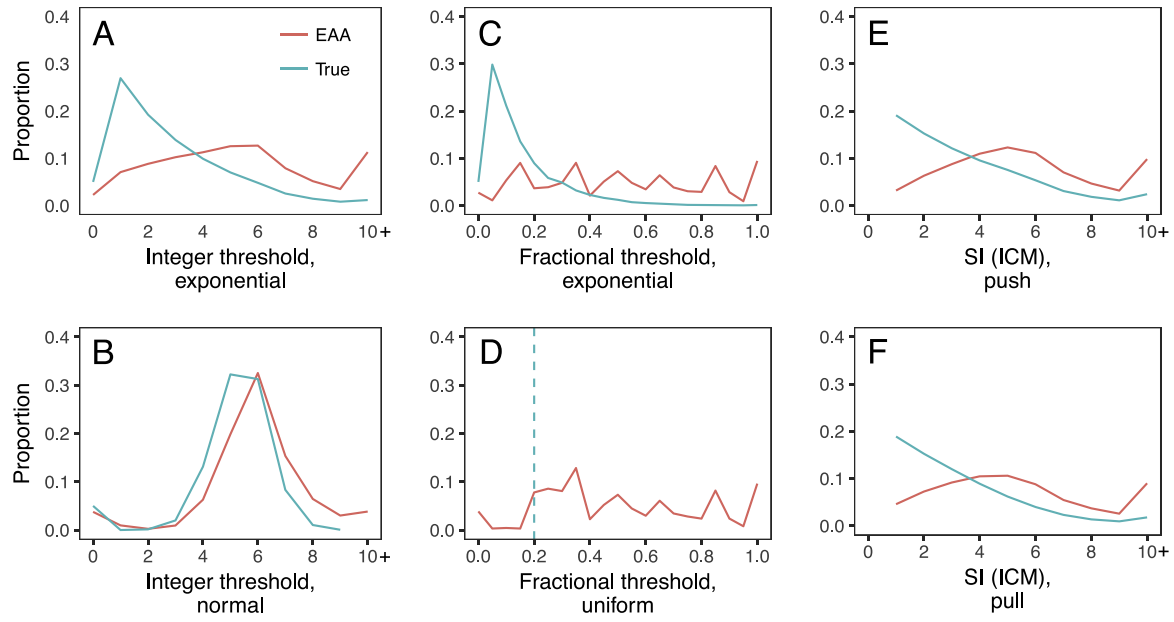 A
EAA
True
Proportion
0.4
0.3
0.2
0.1
0.0
0 2 4 6 8 10+
Integer threshold,
exponential
C
0.4
0.3
0.2
0.1
0.0
0.0 0.2 0.4 0.6 0.8 1.0
Fractional threshold,
exponential
E
0.4
0.3
0.2
0.1
0.0
0 2 4 6 8 10+
SI (ICM),
push
B
Proportion
0.4
0.3
0.2
0.1
0.0
0 2 4 6 8 10+
Integer threshold,
normal
D
0.4
0.3
0.2
0.1
0.0
0.0 0.2 0.4 0.6 0.8 1.0
Fractional threshold,
uniform
F
0.4
0.3
0.2
0.1
0.0
0 2 4 6 8 10+
SI (ICM),
pull